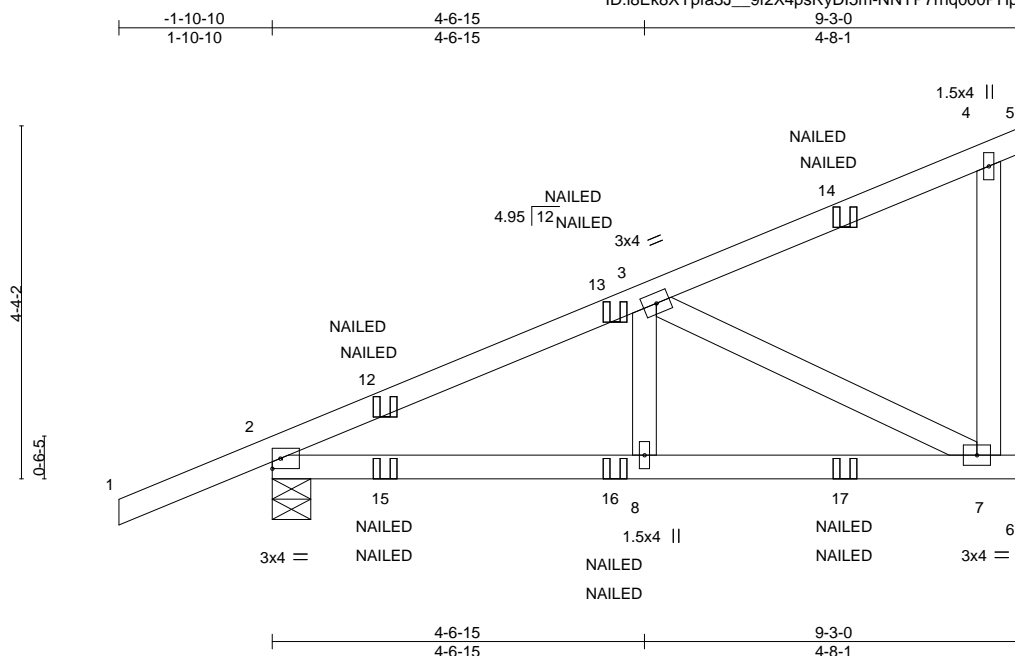 -1-10-10 4-6-15 9-3-0
1-10-10 4-6-15 4-8-1
1.5x4 ||
4 5
NAILED
NAILED
14
NAILED
4.95 12 NAILED
3x4 =
13 3
4-4-2
NAILED
NAILED
12
2
0-6-5
1
15 16 17
8 7
NAILED NAILED
1.5x4 || 6
3x4 = NAILED NAILED 3x4 =
NAILED
NAILED
4-6-15 9-3-0
4-6-15 4-8-1